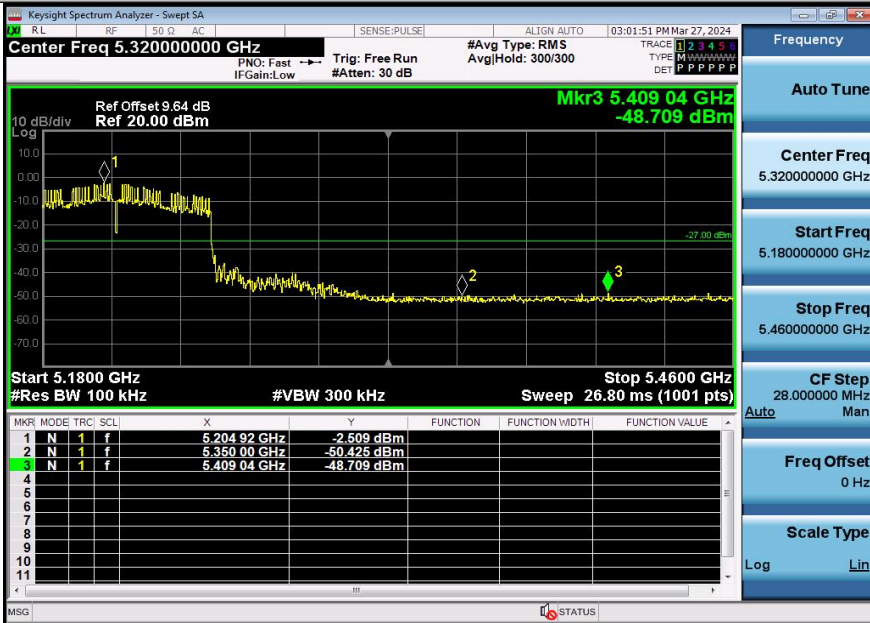 Keysight Spectrum Analyzer - Swept SA
LXI RL RF 50 Ω AC SENSE:PULSE ALIGN AUTO 03:01:51 PM Mar 27, 2024
Center Freq 5.320000000 GHz
PNO: Fast
IFGain:Low
Trig: Free Run
#Atten: 30 dB
#Avg Type: RMS
Avg|Hold: 300/300
TRACE 1 2 3 4 5 6
TYPE M WWWWW
DET P P P P P P
Mkr3 5.409 04 GHz
-48.709 dBm
Ref Offset 9.64 dB
10 dB/div Ref 20.00 dBm
Log
10.0
0.00
-10.0
-20.0
-30.0
-40.0
-50.0
-60.0
-70.0
1
2
3
-27.00 dBm
Start 5.1800 GHz Stop 5.4600 GHz
#Res BW 100 kHz #VBW 300 kHz Sweep 26.80 ms (1001 pts)
MKR MODE TRC SCL X Y FUNCTION FUNCTION WIDTH FUNCTION VALUE
1 N 1 f 5.204 92 GHz -2.509 dBm
2 N 1 f 5.350 00 GHz -50.425 dBm
3 N 1 f 5.409 04 GHz -48.709 dBm
4
5
6
7
8
9
10
11
MSG STATUS
Frequency
Auto Tune
Center Freq
5.320000000 GHz
Start Freq
5.180000000 GHz
Stop Freq
5.460000000 GHz
CF Step
28.000000 MHz
Auto Man
Freq Offset
0 Hz
Scale Type
Log Lin